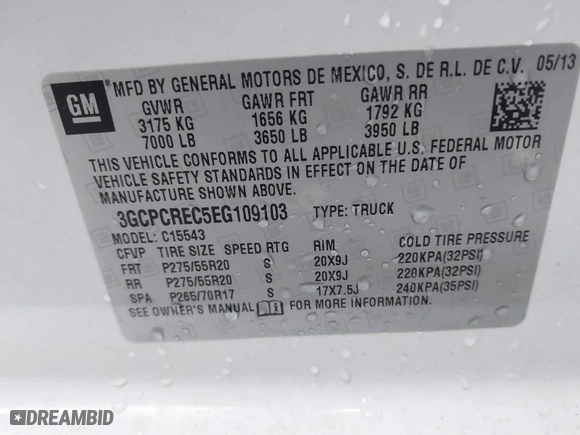 GM
MFD BY GENERAL MOTORS DE MEXICO, S. DE R.L. DE C.V. 05/13
GVWR GAWR FRT GAWR RR
3175 KG 1656 KG 1792 KG
7000 LB 3650 LB 3950 LB
THIS VEHICLE CONFORMS TO ALL APPLICABLE U.S. FEDERAL MOTOR
VEHICLE SAFETY STANDARDS IN EFFECT ON THE DATE OF
MANUFACTURE SHOWN ABOVE.
3GCPCREC5EG109103 TYPE: TRUCK
MODEL: C15543
CFVP TIRE SIZE SPEED RTG RIM COLD TIRE PRESSURE
FRT P275/55R20 S 20X9J 220KPA(32PSI)
RR P275/55R20 S 20X9J 220KPA(32PSI)
SPA P265/70R17 S 17X7.5J 240KPA(35PSI)
SEE OWNER'S MANUAL FOR MORE INFORMATION.
DREAMBID